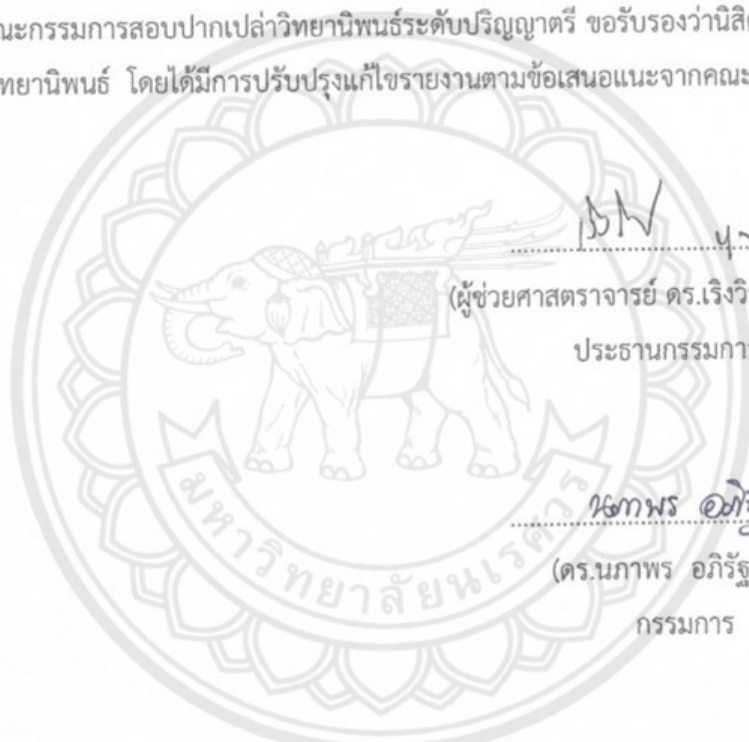 ณะกรรมการสอบปากเปล่าวิทยานิพนธ์ระดับปริญญาตรี ขอรับรองว่านิสิต
ทยานิพนธ์ โดยได้มีการปรับปรุงแก้ไขรายงานตามข้อเสนอแนะจากคณะ
(ผู้ช่วยศาสตราจารย์ ดร.เริงวิ
ประธานกรรมกา
นภาพร อภิรั
(ดร.นภาพร อภิรัฐ
กรรมการ
มหาวิทยาลัยนเรศวร